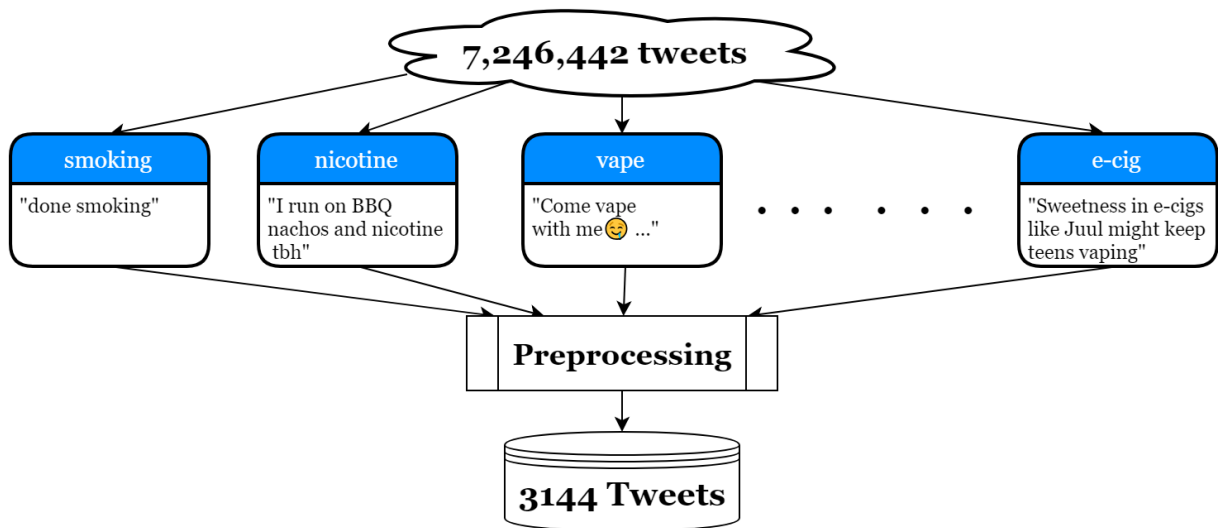 7,246,442 tweets
smoking
"done smoking"
nicotine
"I run on BBQ
nachos and nicotine
tbh"
vape
"Come vape
with me🤤 ..."
e-cig
"Sweetness in e-cigs
like Juul might keep
teens vaping"
Preprocessing
3144 Tweets